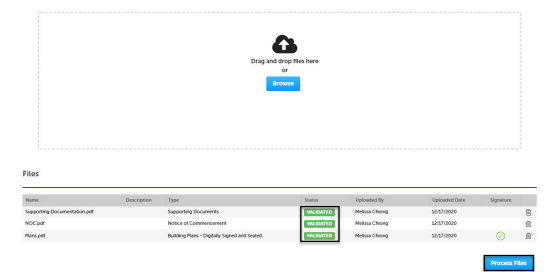 Drag and drop files here
or
Browse
Files
Name Description Type Status Uploaded By Uploaded Date Signature
Supporting Documentation.pdf Supporting Documents VALIDATED Melissa Chiong 12/17/2020
NOC.pdf Notice of Commencement VALIDATED Melissa Chiong 12/17/2020
Plans.pdf Building Plans - Digitally Signed and Sealed VALIDATED Melissa Chiong 12/17/2020
Process Files